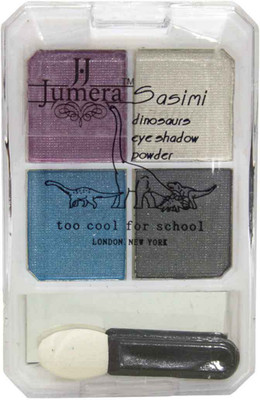 JJ
Jumera™ Sasimi
dinosaurs
eye shadow
powder
too cool for school
LONDON NEW YORK